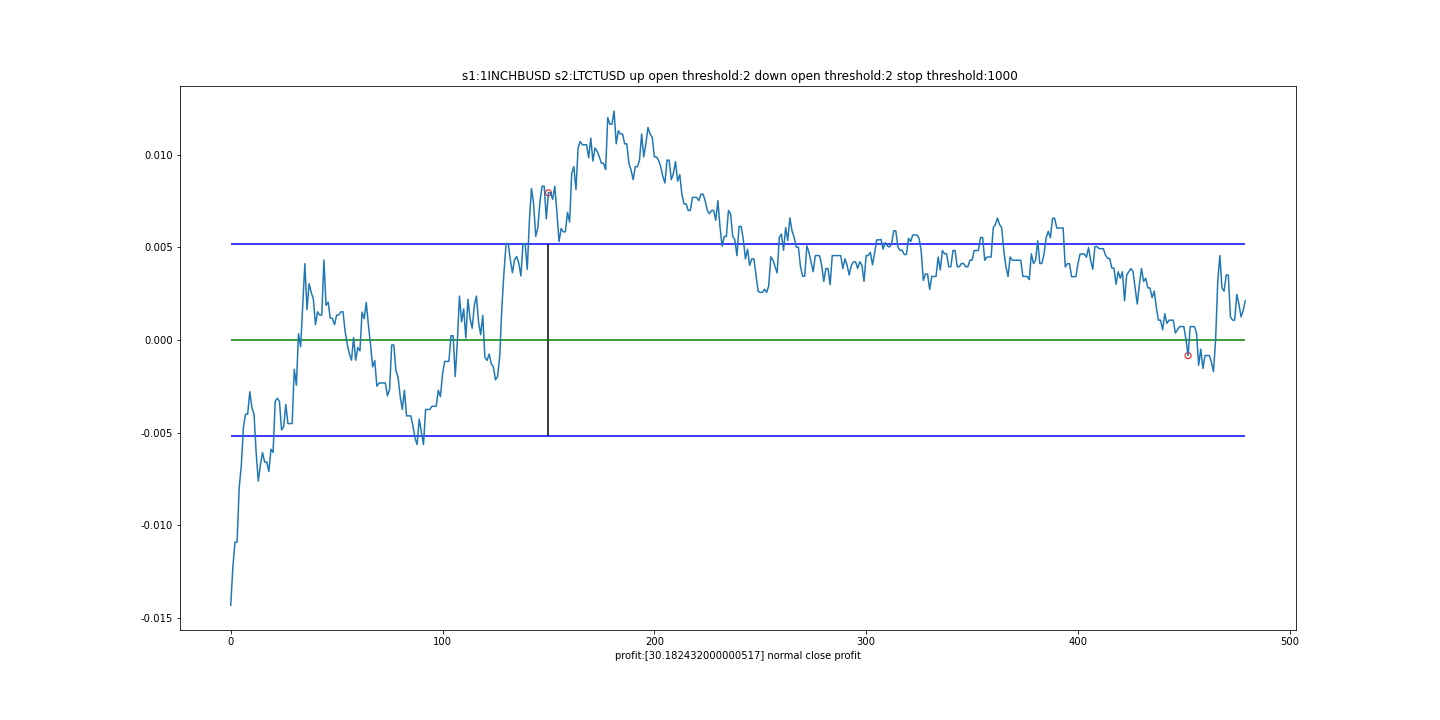 s1:1INCHBUSD s2:LTCTUSD up open threshold:2 down open threshold:2 stop threshold:1000
0.010
0.005
0.000
-0.005
-0.010
-0.015
0 100 200 300 400 500
profit:[30.182432000000517] normal close profit